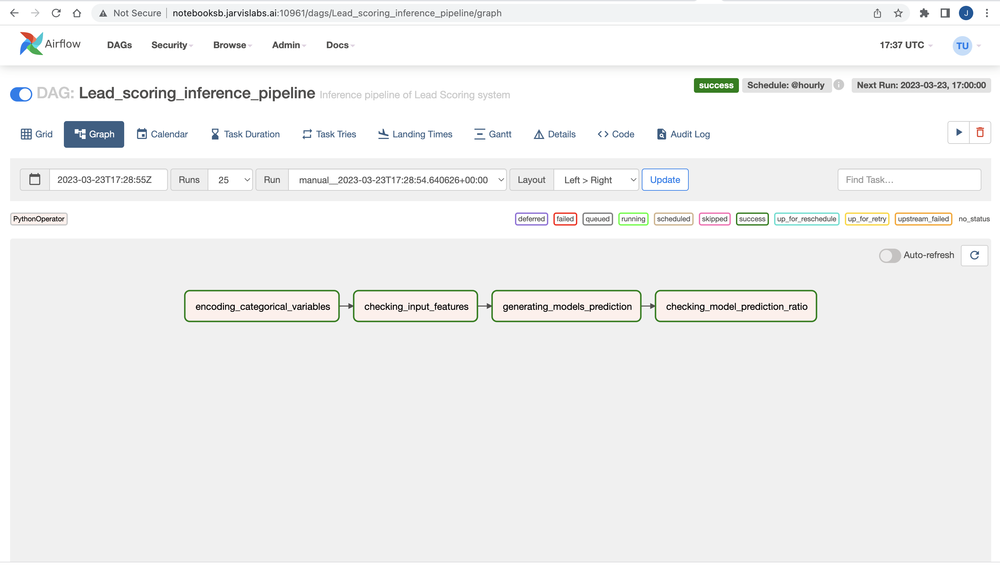 Not Secure notebooksb.jarvislabs.ai:10961/dags/Lead_scoring_inference_pipeline/graph J
Airflow DAGs Security Browse Admin Docs 17:37 UTC TU
DAG: Lead_scoring_inference_pipeline Inference pipeline of Lead Scoring system success Schedule: @hourly i Next Run: 2023-03-23, 17:00:00
Grid Graph Calendar Task Duration Task Tries Landing Times Gantt Details Code Audit Log
2023-03-23T17:28:55Z Runs 25 Run manual__2023-03-23T17:28:54.640626+00:00 Layout Left > Right Update Find Task...
PythonOperator deferred failed queued running scheduled skipped success up_for_reschedule up_for_retry upstream_failed no_status
Auto-refresh
encoding_categorical_variables checking_input_features generating_models_prediction checking_model_prediction_ratio